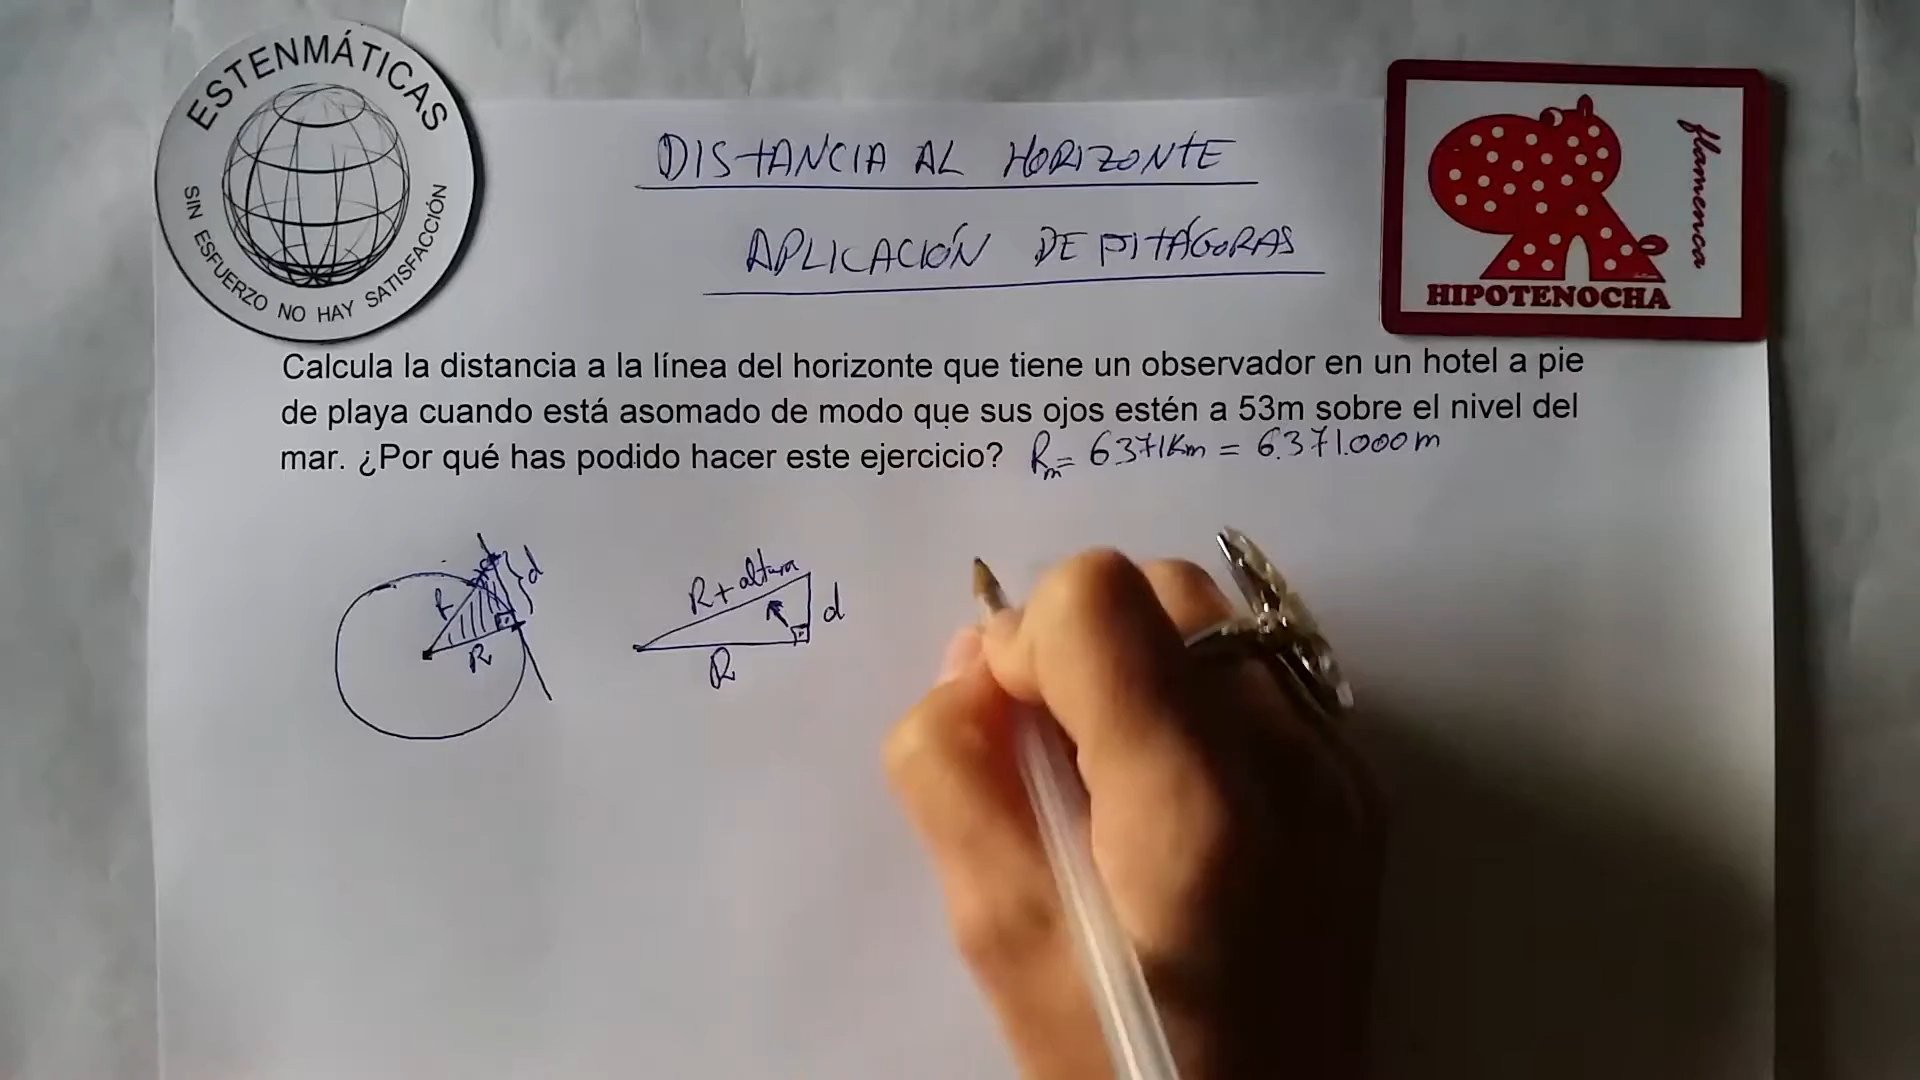 ESTENMÁTICAS
SIN ESFUERZO NO HAY SATISFACCIÓN
DISTANCIA AL HORIZONTE
APLICACIÓN DE PITÁGORAS
flamenca
HIPOTENOCHA
Calcula la distancia a la línea del horizonte que tiene un observador en un hotel a pie
de playa cuando está asomado de modo que sus ojos estén a 53m sobre el nivel del
mar. ¿Por qué has podido hacer este ejercicio? Rm = 6371Km = 6.371.000 m
d
R
R + altura
d
R